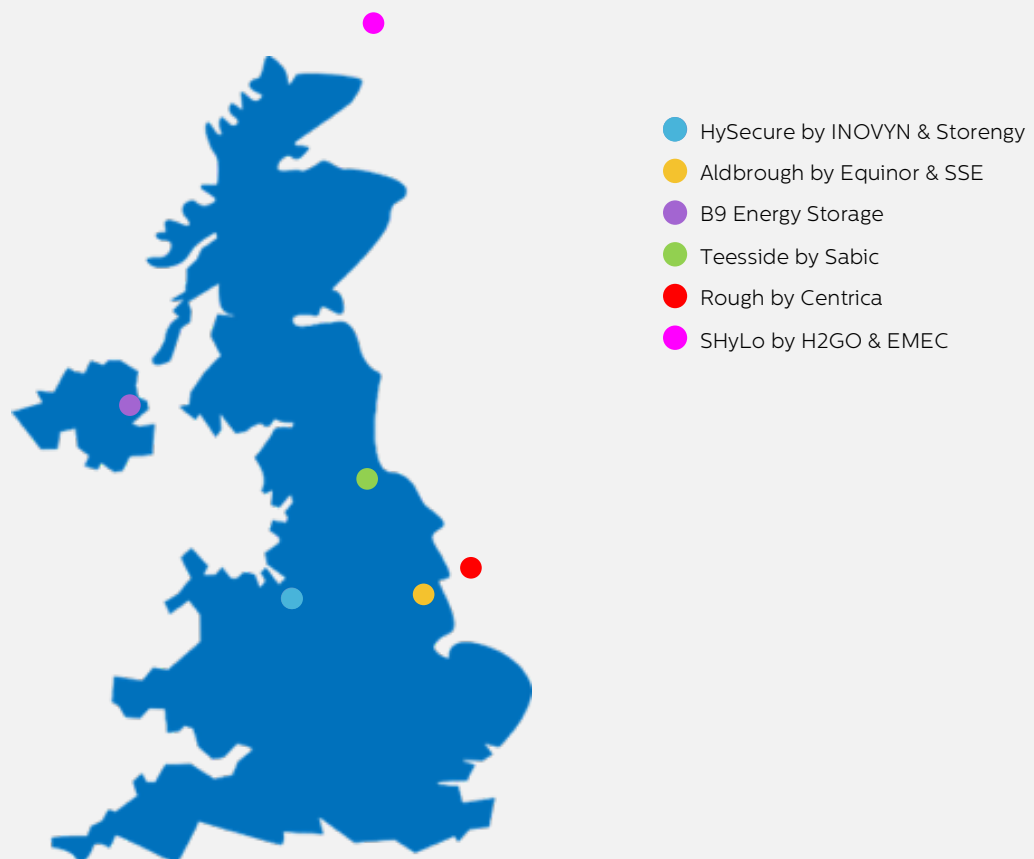 HySecure by INOVYN & Storengy
Aldbrough by Equinor & SSE
B9 Energy Storage
Teesside by Sabic
Rough by Centrica
SHyLo by H2GO & EMEC